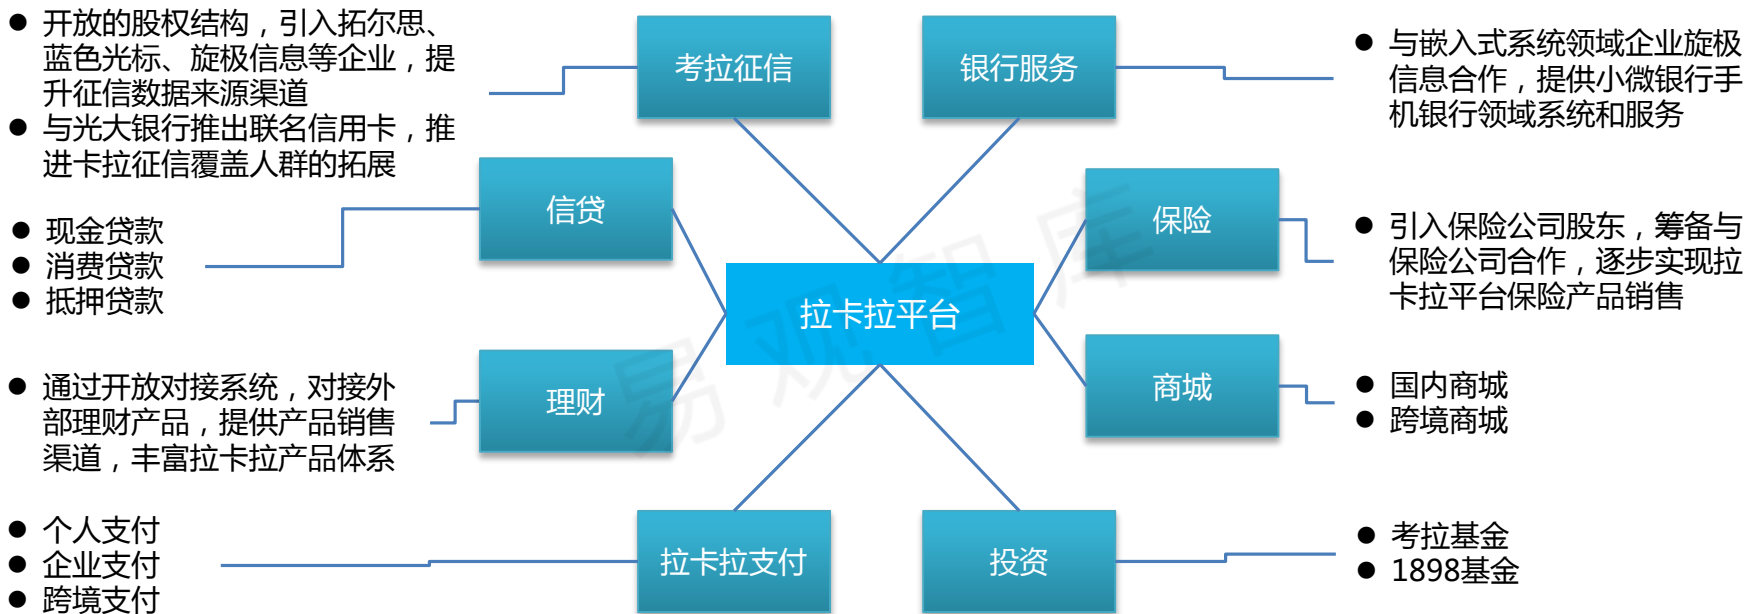 ● 开放的股权结构，引入拓尔思、
蓝色光标、旋极信息等企业，提
升征信数据来源渠道
● 与光大银行推出联名信用卡，推
进卡拉征信覆盖人群的拓展
考拉征信
银行服务
● 与嵌入式系统领域企业旋极
信息合作，提供小微银行手
机银行领域系统和服务
● 现金贷款
● 消费贷款
● 抵押贷款
信贷
保险
● 引入保险公司股东，筹备与
保险公司合作，逐步实现拉
卡拉平台保险产品销售
拉卡拉平台
● 通过开放对接系统，对接外
部理财产品，提供产品销售
渠道，丰富拉卡拉产品体系
理财
商城
● 国内商城
● 跨境商城
● 个人支付
● 企业支付
● 跨境支付
拉卡拉支付
投资
● 考拉基金
● 1898基金
易观智库